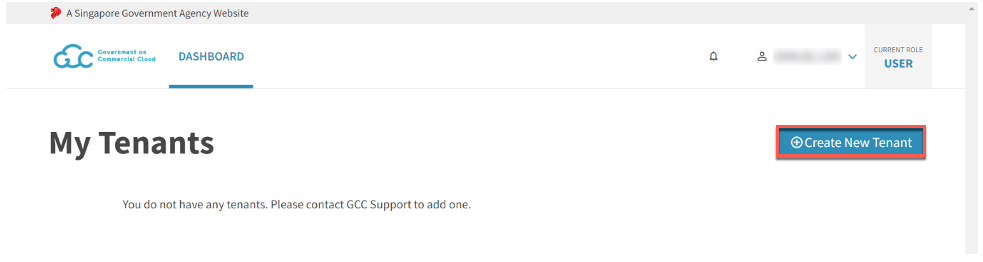 A Singapore Government Agency Website
GCC
Government on
Commercial Cloud
DASHBOARD
CURRENT ROLE
USER
My Tenants
Create New Tenant
You do not have any tenants. Please contact GCC Support to add one.